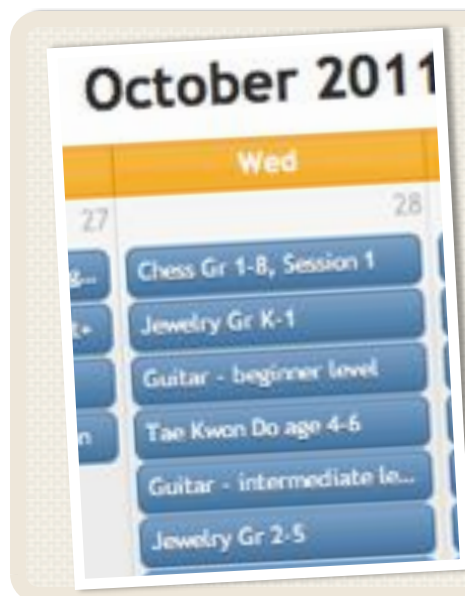 October 2011
Wed
27
28
g...
Chess Gr 1-8, Session 1
Jewelry Gr K-1
Guitar - beginner level
Tae Kwon Do age 4-6
n
Guitar - intermediate le...
Jewelry Gr 2-5